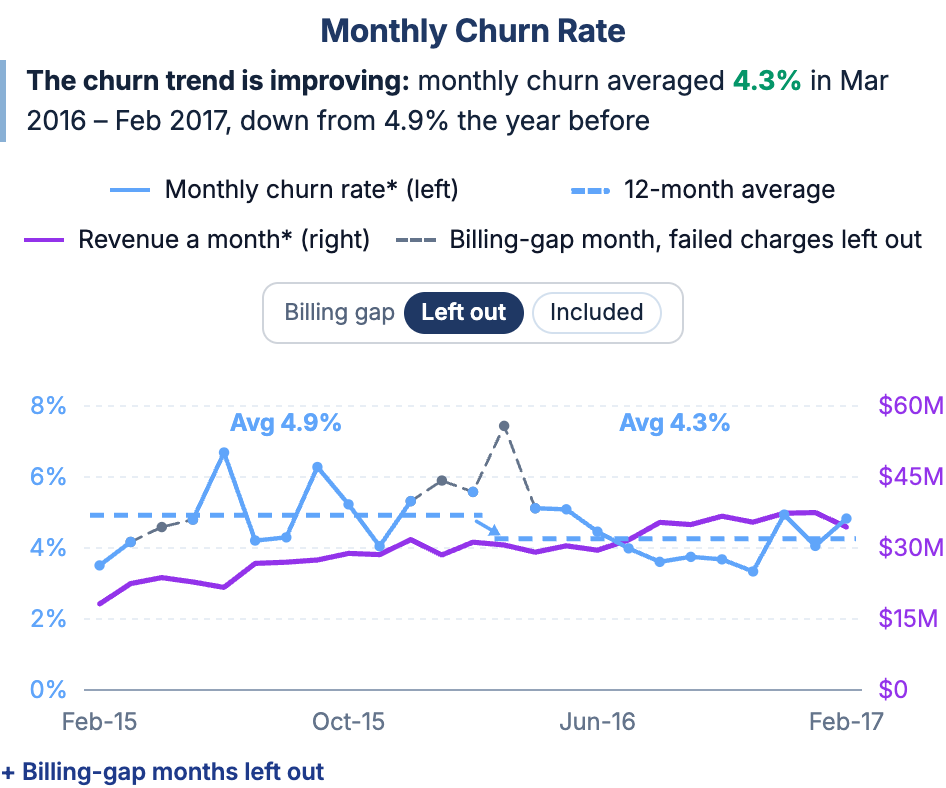 Monthly Churn Rate
The churn trend is improving: monthly churn averaged 4.3% in Mar
2016 – Feb 2017, down from 4.9% the year before
Monthly churn rate* (left)
12-month average
Revenue a month* (right)
Billing-gap month, failed charges left out
Billing gap
Left out
Included
8%
6%
4%
2%
0%
Avg 4.9%
Avg 4.3%
$60M
$45M
$30M
$15M
$0
Feb-15
Oct-15
Jun-16
Feb-17
+ Billing-gap months left out